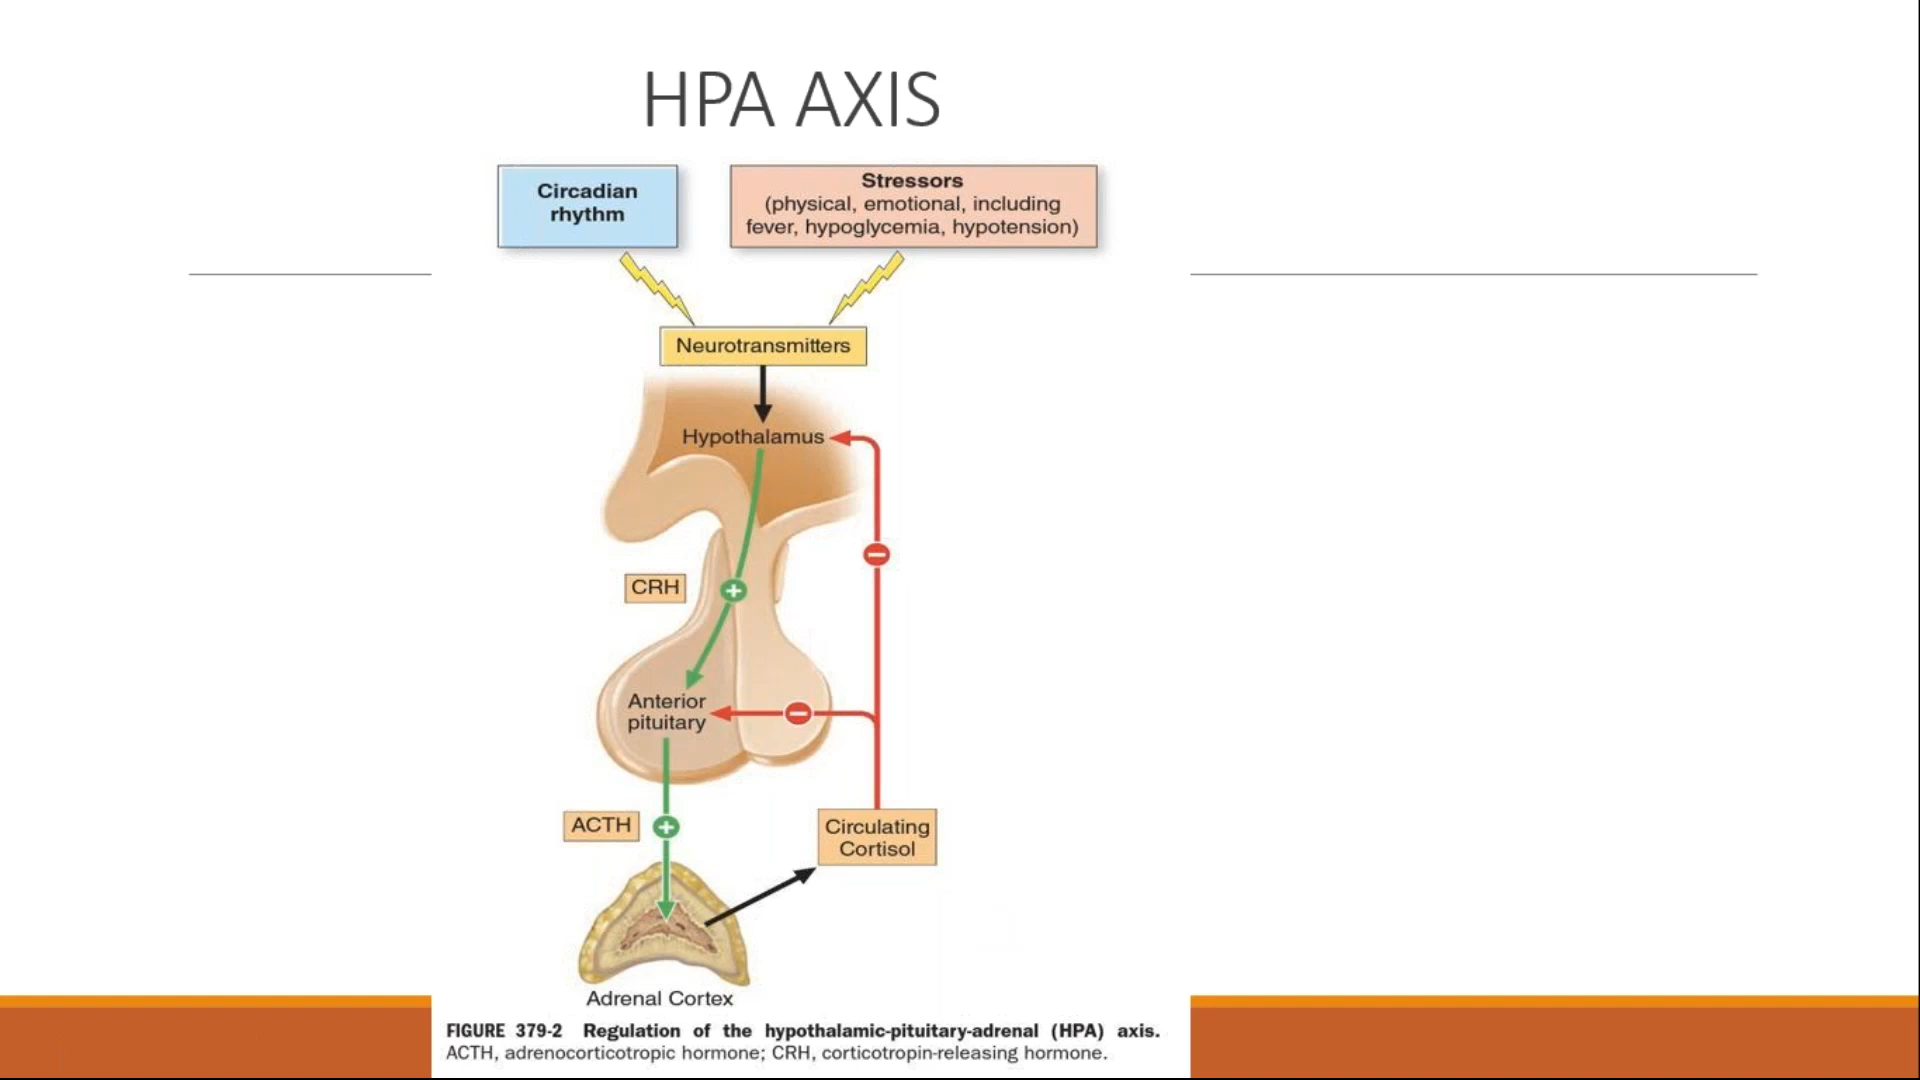 HPA AXIS
Circadian
rhythm
Stressors
(physical, emotional, including
fever, hypoglycemia, hypotension)
Neurotransmitters
Hypothalamus
CRH
Anterior
pituitary
ACTH
Circulating
Cortisol
Adrenal Cortex
FIGURE 379-2 Regulation of the hypothalamic-pituitary-adrenal (HPA) axis.
ACTH, adrenocorticotropic hormone; CRH, corticotropin-releasing hormone.